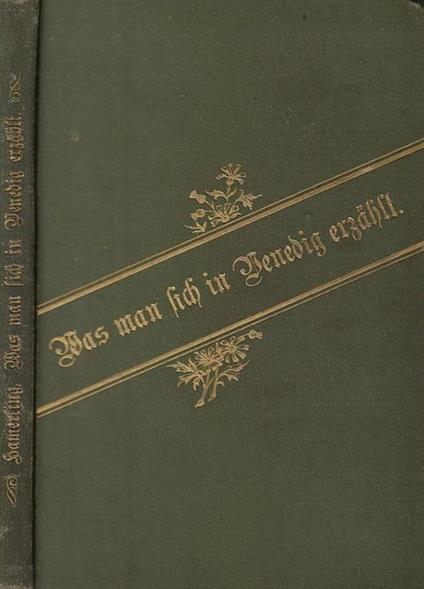 Hamerling Was man sich in Venedig erzählt.
Was man sich in Venedig erzählt.